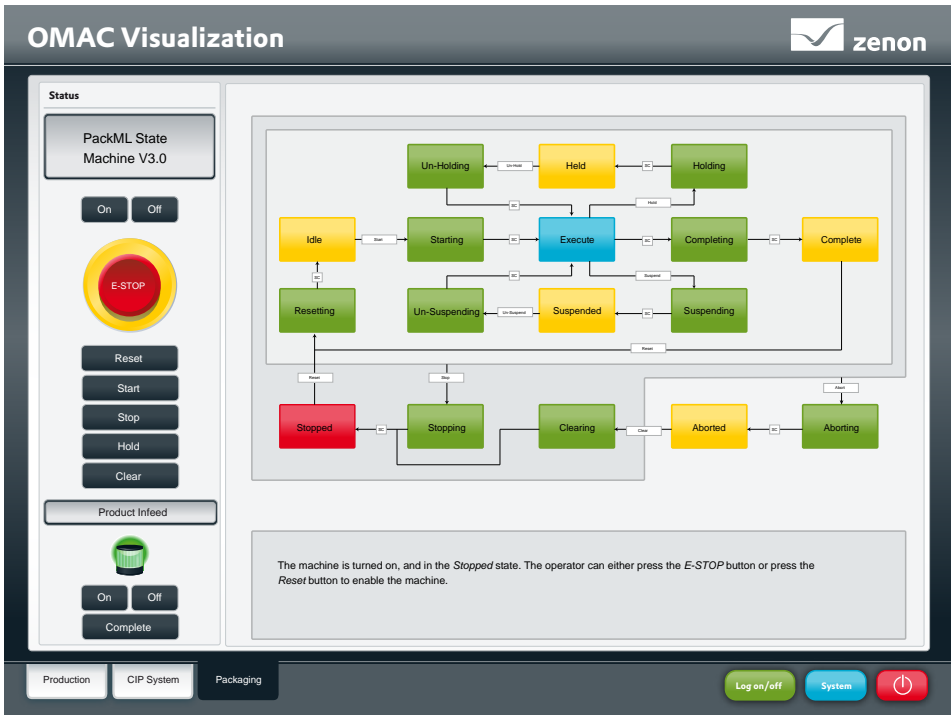 OMAC Visualization
zenon
Status
PackML State
Machine V3.0
On
Off
E-STOP
Reset
Start
Stop
Hold
Clear
Product Infeed
On
Off
Complete
Un-Holding
Un-Hold
Held
SC
Holding
SC
Hold
Idle
Start
Starting
SC
Execute
SC
Completing
SC
Complete
SC
SC
Suspend
Resetting
Un-Suspending
Un-Suspend
Suspended
SC
Suspending
Reset
Reset
Stop
Abort
Stopped
SC
Stopping
Clearing
Clear
Aborted
SC
Aborting
The machine is turned on, and in the Stopped state. The operator can either press the E-STOP button or press the
Reset button to enable the machine.
Production
CIP System
Packaging
Log on/off
System